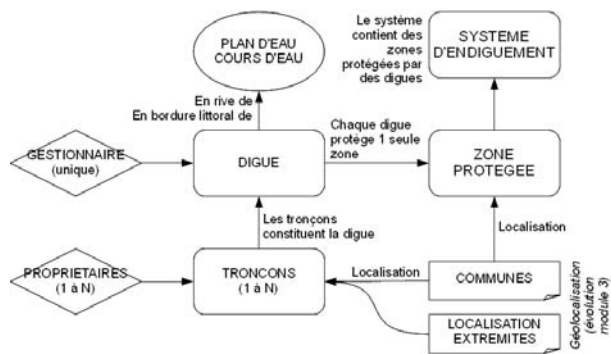 PLAN D'EAU
COURS D'EAU
Le système
contient des
zones
protégées par
des digues
SYSTEME
D'ENDIGUEMENT
En rive de
En bordure littoral de
GESTIONNAIRE
(unique)
DIGUE
Chaque digue
protège 1 seule
zone
ZONE
PROTEGEE
Les tronçons
constituent la digue
Localisation
PROPRIETAIRES
(1 à N)
TRONCONS
(1 à N)
Localisation
COMMUNES
LOCALISATION
EXTREMITES
Géolocalisation
(évolution
module 3)